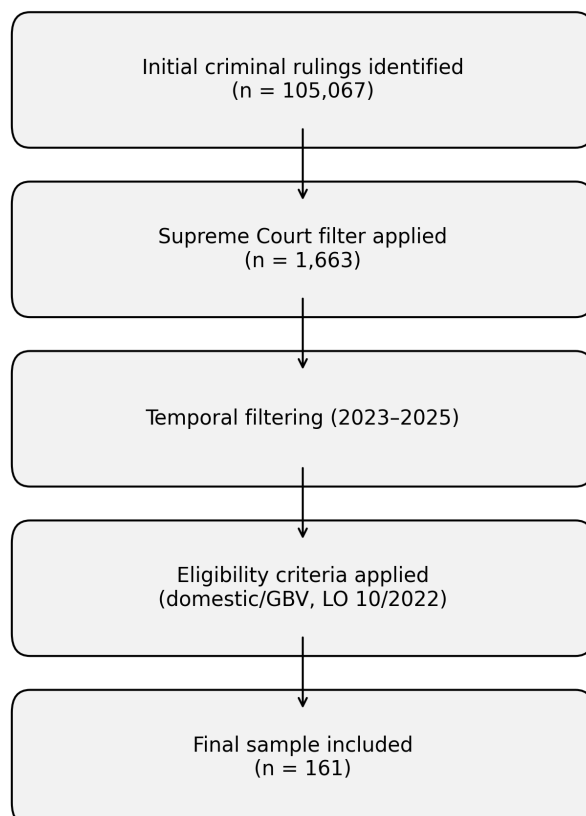 Initial criminal rulings identified
(n = 105,067)
Supreme Court filter applied
(n = 1,663)
Temporal filtering (2023–2025)
Eligibility criteria applied
(domestic/GBV, LO 10/2022)
Final sample included
(n = 161)